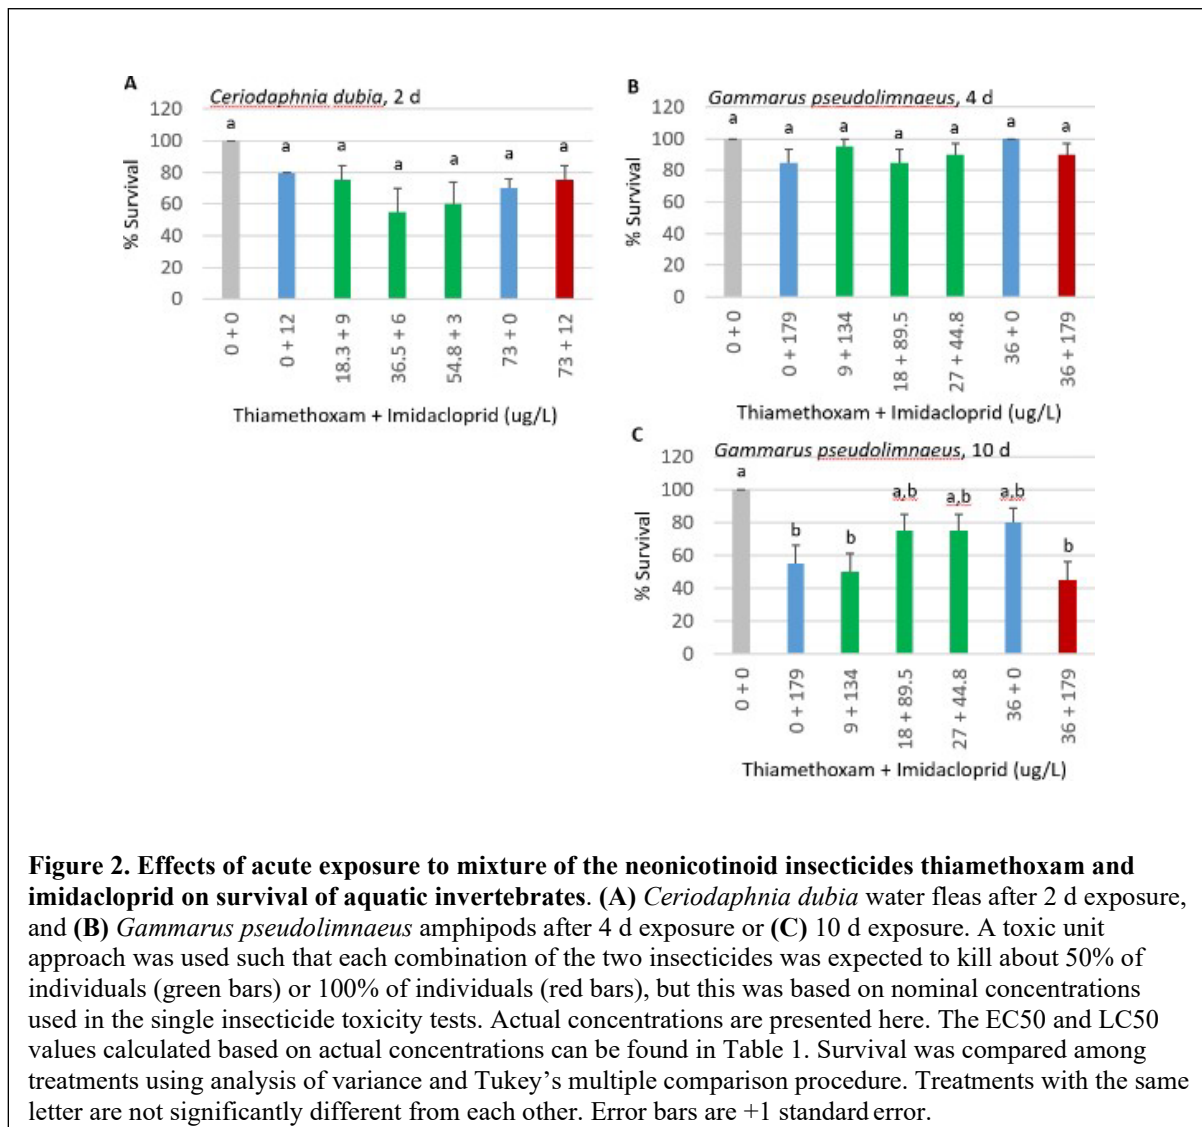 A
Ceriodaphnia dubia, 2 d
120
100
80
60
40
20
0
% Survival
a
a
a
a
a
a
a
0 + 0
0 + 12
18.3 + 9
36.5 + 6
54.8 + 3
73 + 0
73 + 12
Thiamethoxam + Imidacloprid (ug/L)
B
Gammarus pseudolimnaeus, 4 d
120
100
80
60
40
20
0
% Survival
a
a
a
a
a
a
a
0 + 0
0 + 179
9 + 134
18 + 89.5
27 + 44.8
36 + 0
36 + 179
Thiamethoxam + Imidacloprid (ug/L)
C
Gammarus pseudolimnaeus, 10 d
120
100
80
60
40
20
0
% Survival
a
b
b
a,b
a,b
a,b
b
0 + 0
0 + 179
9 + 134
18 + 89.5
27 + 44.8
36 + 0
36 + 179
Thiamethoxam + Imidacloprid (ug/L)
Figure 2. Effects of acute exposure to mixture of the neonicotinoid insecticides thiamethoxam and
imidacloprid on survival of aquatic invertebrates. (A) Ceriodaphnia dubia water fleas after 2 d exposure,
and (B) Gammarus pseudolimnaeus amphipods after 4 d exposure or (C) 10 d exposure. A toxic unit
approach was used such that each combination of the two insecticides was expected to kill about 50% of
individuals (green bars) or 100% of individuals (red bars), but this was based on nominal concentrations
used in the single insecticide toxicity tests. Actual concentrations are presented here. The EC50 and LC50
values calculated based on actual concentrations can be found in Table 1. Survival was compared among
treatments using analysis of variance and Tukey’s multiple comparison procedure. Treatments with the same
letter are not significantly different from each other. Error bars are +1 standard error.